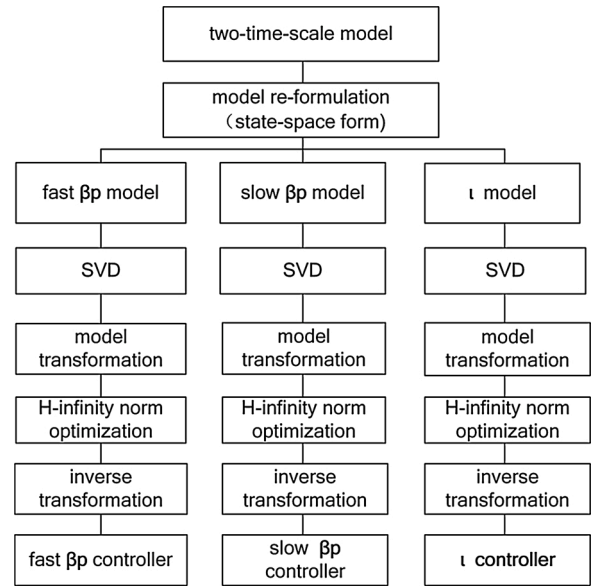 two-time-scale model
model re-formulation
（state-space form)
fast βp model
slow βp model
ι model
SVD
SVD
SVD
model
transformation
model
transformation
model
transformation
H-infinity norm
optimization
H-infinity norm
optimization
H-infinity norm
optimization
inverse
transformation
inverse
transformation
inverse
transformation
fast βp controller
slow βp
controller
ι controller